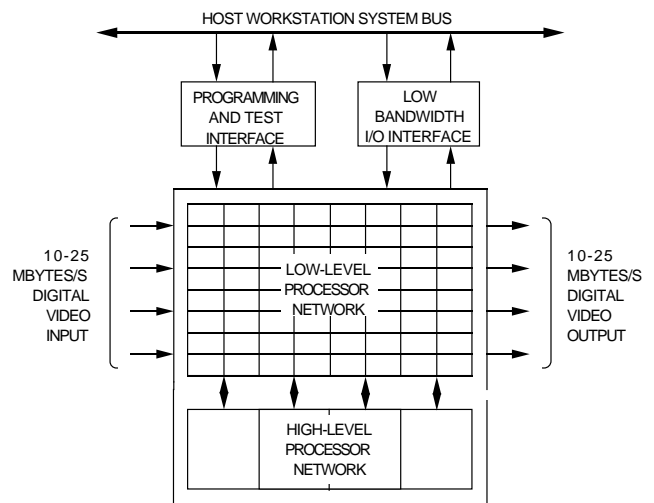 HOST WORKSTATION SYSTEM BUS
PROGRAMMING
AND TEST
INTERFACE
LOW
BANDWIDTH
I/O INTERFACE
10-25
MBYTES/S
DIGITAL
VIDEO
INPUT
LOW-LEVEL
PROCESSOR
NETWORK
10-25
MBYTES/S
DIGITAL
VIDEO
OUTPUT
HIGH-LEVEL
PROCESSOR
NETWORK